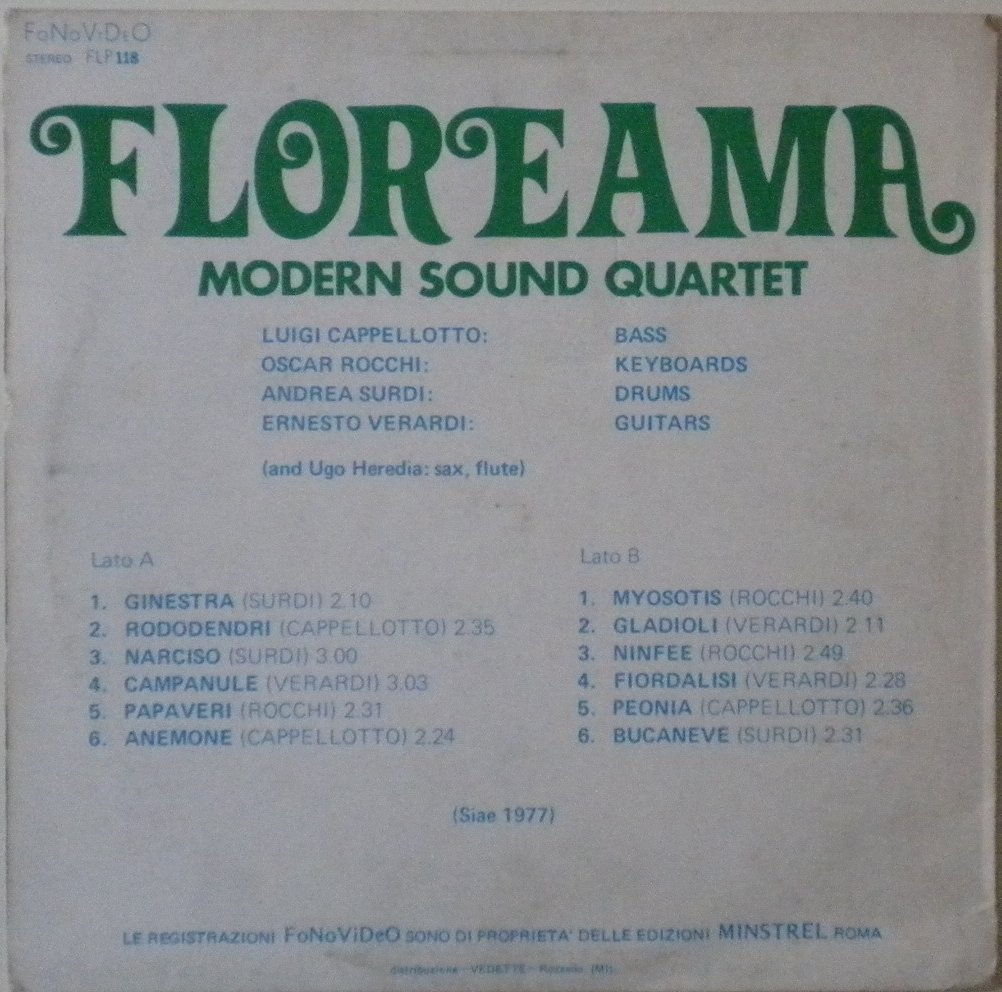 FoNoViDeO
STEREO FLP 118
FLOREAMA
MODERN SOUND QUARTET
LUIGI CAPPELLOTTO: BASS
OSCAR ROCCHI: KEYBOARDS
ANDREA SURDI: DRUMS
ERNESTO VERARDI: GUITARS
(and Ugo Heredia: sax, flute)
Lato A
1. GINESTRA (SURDI) 2.10
2. RODODENDRI (CAPPELLOTTO) 2.35
3. NARCISO (SURDI) 3.00
4. CAMPANULE (VERARDI) 3.03
5. PAPAVERI (ROCCHI) 2.31
6. ANEMONE (CAPPELLOTTO) 2.24
Lato B
1. MYOSOTIS (ROCCHI) 2.40
2. GLADIOLI (VERARDI) 2.11
3. NINFEE (ROCCHI) 2.49
4. FIORDALISI (VERARDI) 2.28
5. PEONIA (CAPPELLOTTO) 2.36
6. BUCANEVE (SURDI) 2.31
(Siae 1977)
LE REGISTRAZIONI FoNoViDeO SONO DI PROPRIETA' DELLE EDIZIONI MINSTREL ROMA
distribuzione - VEDETTE - Rozzano (MI)